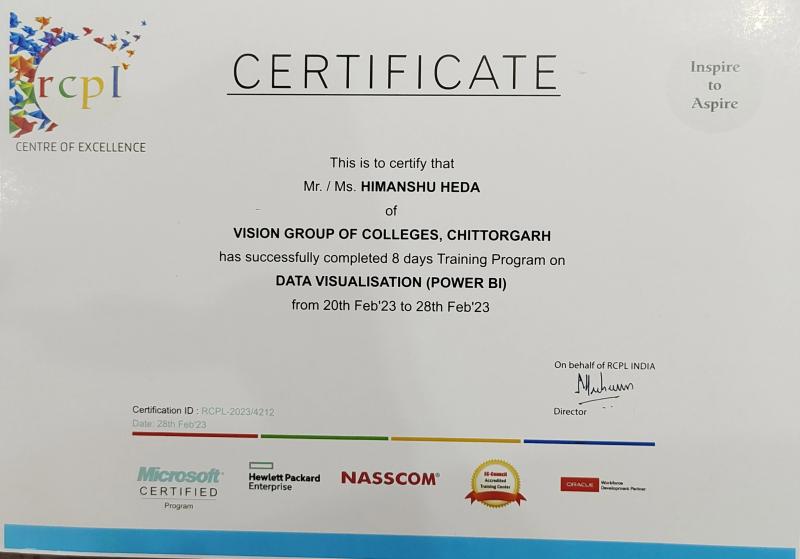 rcpl
CENTRE OF EXCELLENCE
CERTIFICATE
Inspire
to
Aspire
This is to certify that
Mr. / Ms. HIMANSHU HEDA
of
VISION GROUP OF COLLEGES, CHITTORGARH
has successfully completed 8 days Training Program on
DATA VISUALISATION (POWER BI)
from 20th Feb'23 to 28th Feb'23
On behalf of RCPL INDIA
Director
Certification ID : RCPL-2023/4212
Date: 28th Feb'23
Microsoft
CERTIFIED
Program
Hewlett Packard
Enterprise
NASSCOM®
EC-Council
Accredited
Training Center
ORACLE
Workforce
Development Partner